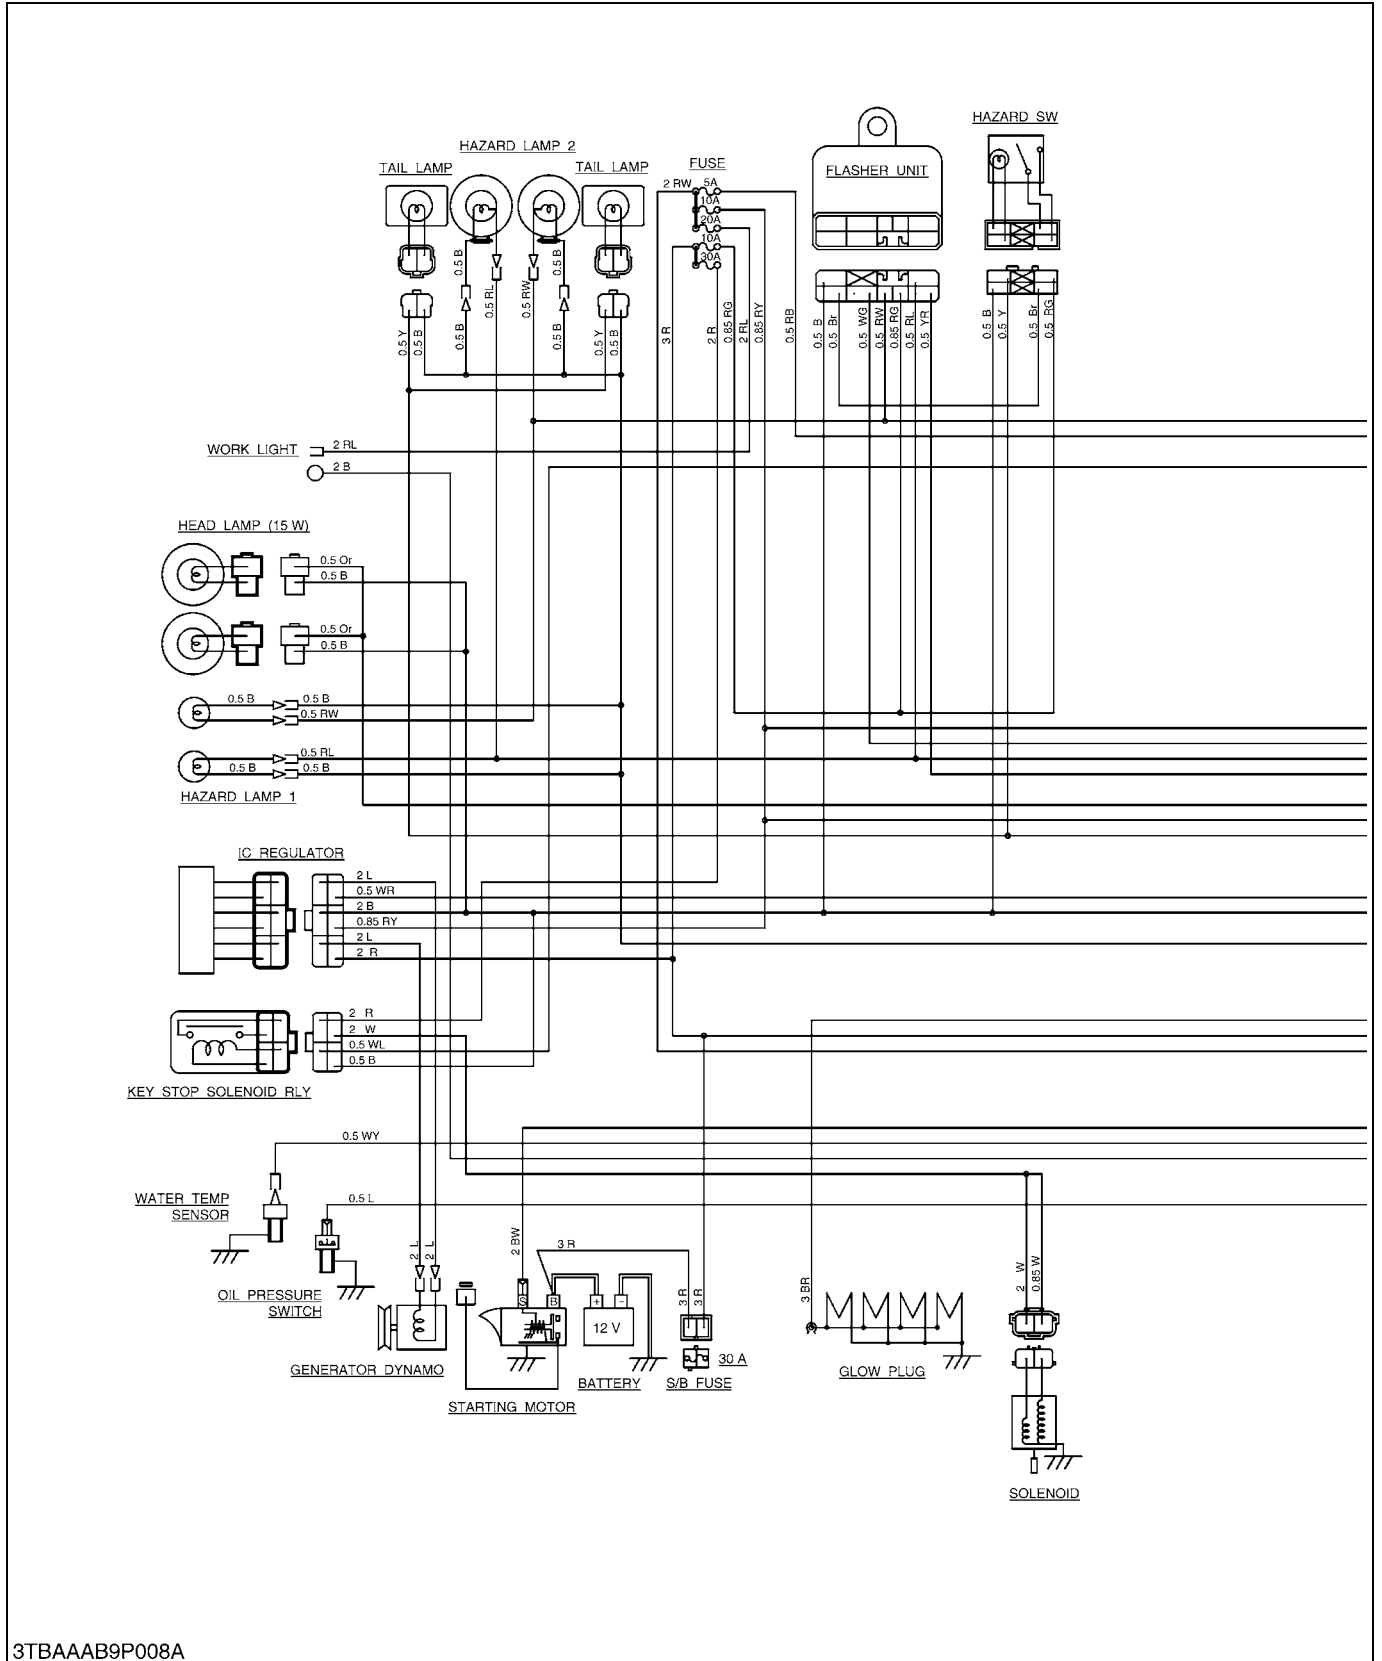 HAZARD SW
HAZARD LAMP 2
TAIL LAMP
TAIL LAMP
FUSE
FLASHER UNIT
2 RW
5A
10A
20A
10A
30A
0.5 B
0.5 RL
0.5 RW
0.5 B
0.5 Y
0.5 B
0.5 B
0.5 B
0.5 Y
0.5 B
3 R
2 R
0.85 RG
2 RL
0.85 RY
0.5 RB
0.5 B
0.5 Br
0.5 WG
0.5 RW
0.85 RG
0.5 RL
0.5 YR
0.5 B
0.5 Y
0.5 Br
0.5 RG
WORK LIGHT
2 RL
2 B
HEAD LAMP (15 W)
0.5 Or
0.5 B
0.5 Or
0.5 B
0.5 B
0.5 B
0.5 RW
0.5 RL
0.5 B
0.5 B
HAZARD LAMP 1
IC REGULATOR
2 L
0.5 WR
2 B
0.85 RY
2 L
2 R
2 R
2 W
0.5 WL
0.5 B
KEY STOP SOLENOID RLY
0.5 WY
WATER TEMP
SENSOR
0.5 L
OIL PRESSURE
SWITCH
2 L
2 L
2 BW
3 R
S
B
+
-
12 V
3 R
3 R
30 A
3 BR
2 W
0.85 W
GENERATOR DYNAMO
STARTING MOTOR
BATTERY
S/B FUSE
GLOW PLUG
SOLENOID
3TBAAAB9P008A